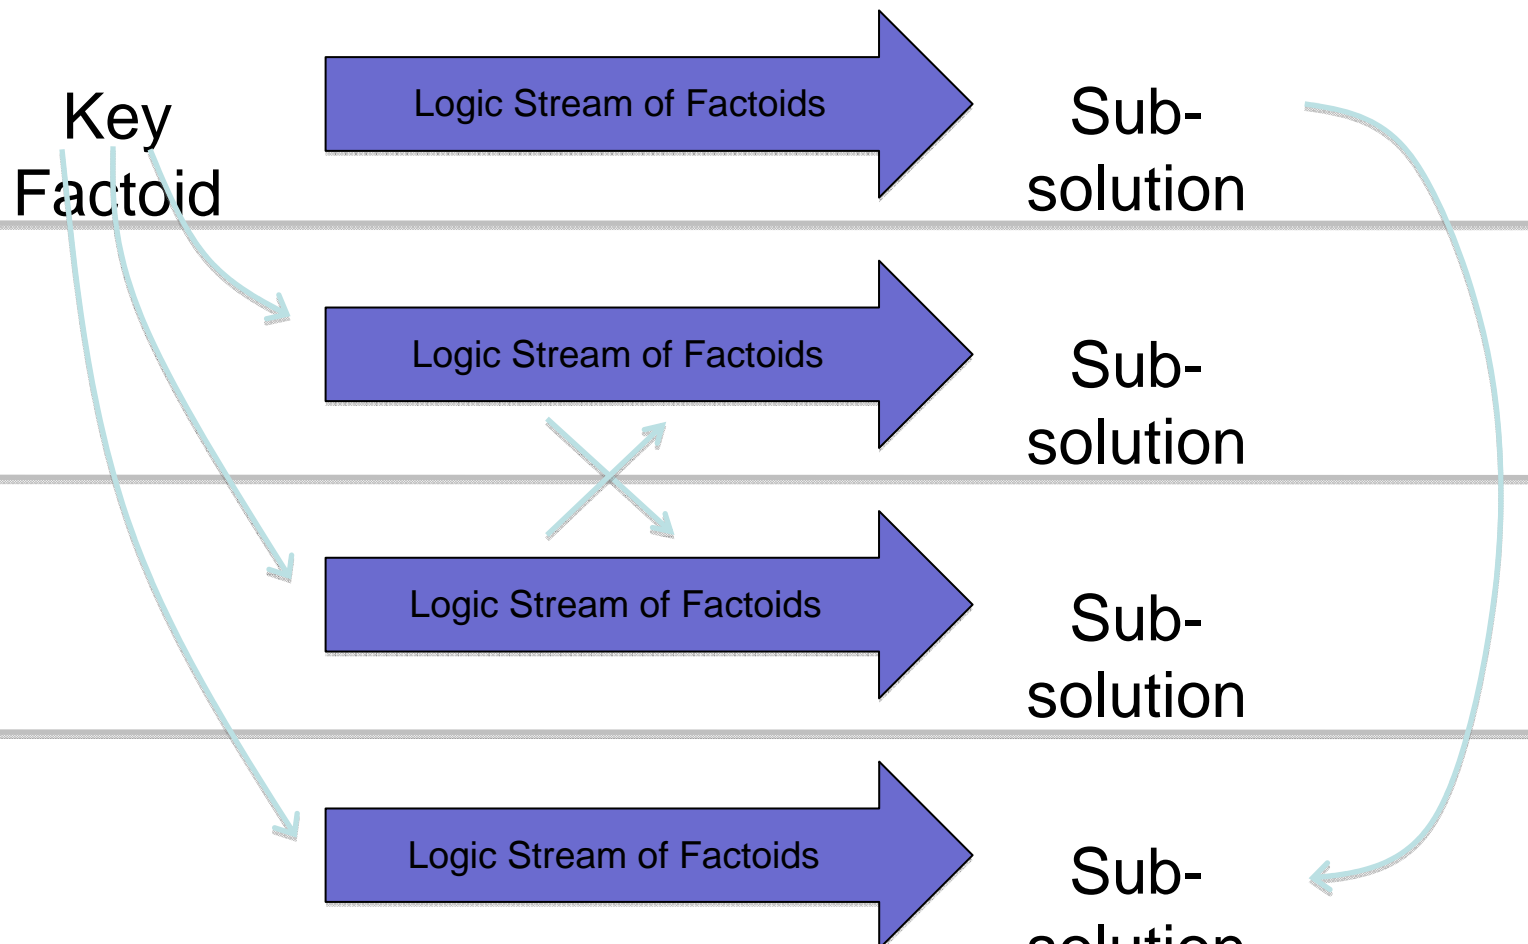 Logic Stream of Factoids
Key
Factoid
Sub-
solution
Logic Stream of Factoids
Sub-
solution
Logic Stream of Factoids
Sub-
solution
Logic Stream of Factoids
Sub-
solution